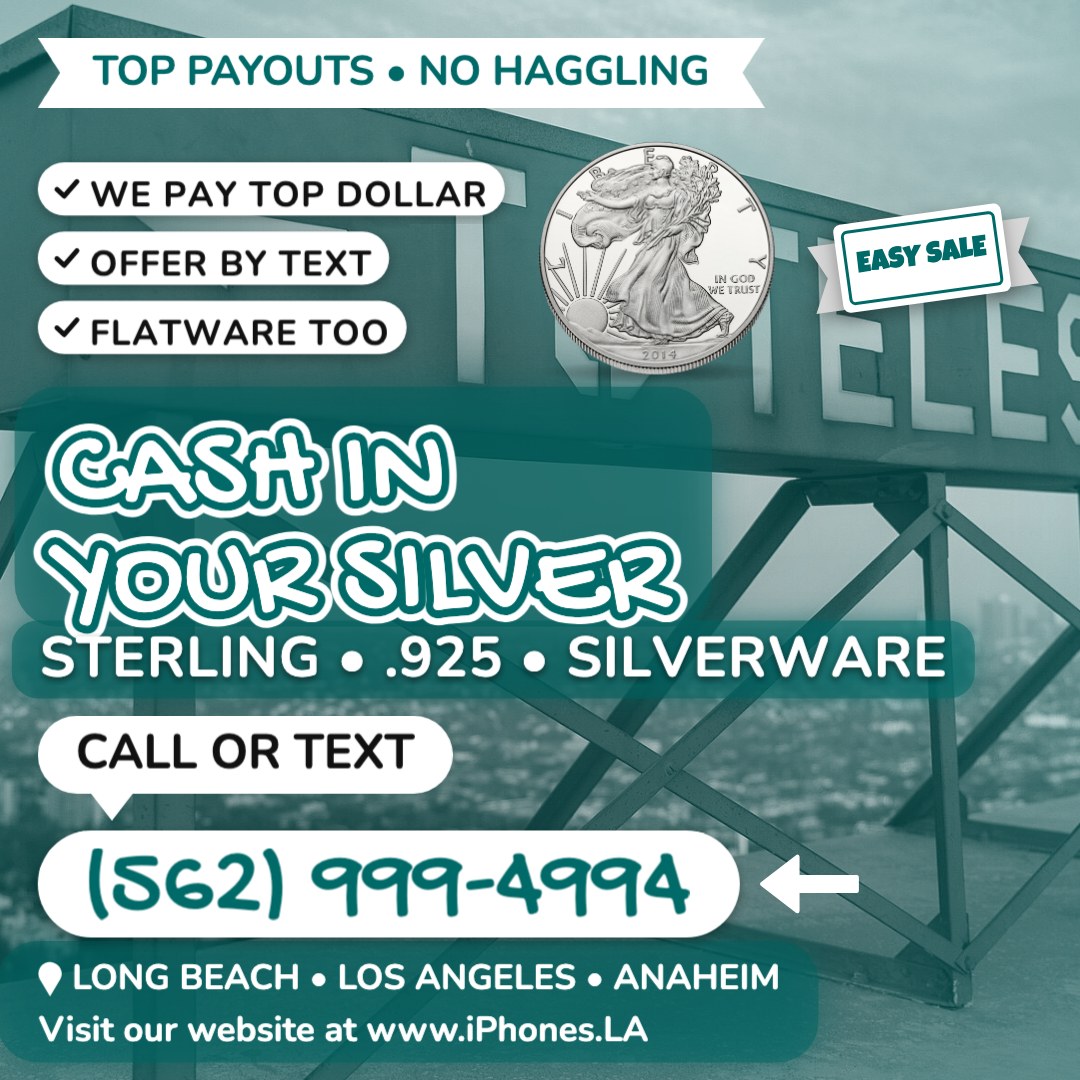 TOP PAYOUTS • NO HAGGLING
✓ WE PAY TOP DOLLAR
✓ OFFER BY TEXT
✓ FLATWARE TOO
LIBERTY
IN GOD
WE TRUST
2014
EASY SALE
CASH IN
YOUR SILVER
STERLING • .925 • SILVERWARE
CALL OR TEXT
(562) 999-4994
LONG BEACH • LOS ANGELES • ANAHEIM
Visit our website at www.iPhones.LA